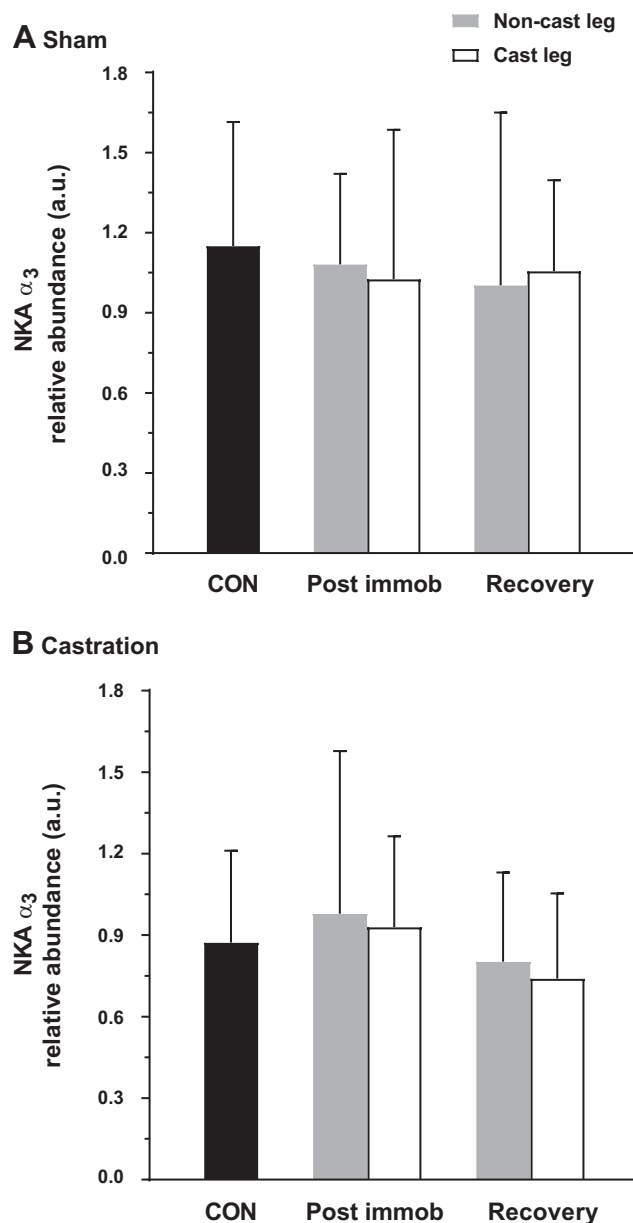 Non-cast leg
A Sham
Cast leg
1.8
1.5
1.2
0.9
0.6
0.3
0.0
NKA α3
relative abundance (a.u.)
CON Post immob Recovery
B Castration
1.8
1.5
1.2
0.9
0.6
0.3
0.0
NKA α3
relative abundance (a.u.)
CON Post immob Recovery